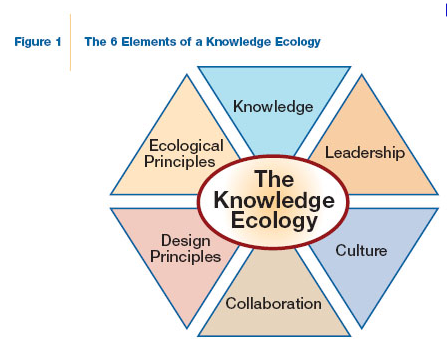 Figure 1
The 6 Elements of a Knowledge Ecology
Knowledge
Ecological
Principles
Leadership
The
Knowledge
Ecology
Design
Principles
Culture
Collaboration